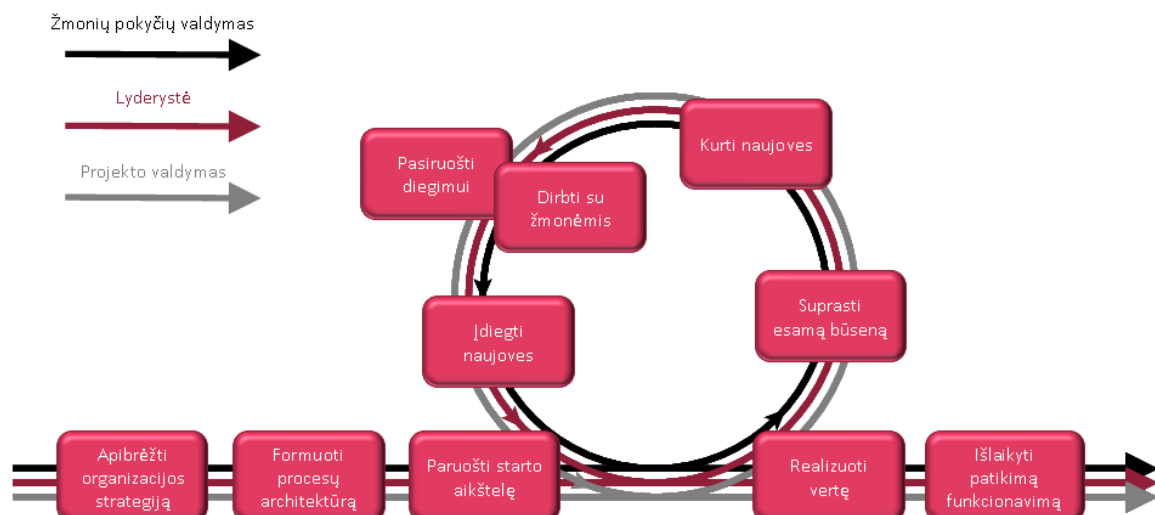 Žmonių pokyčių valdymas
Lyderystė
Projekto valdymas
Kurti naujoves
Pasiruošti
diegimui
Dirbti su
žmonėmis
Suprasti
esamą būseną
Įdiegti
naujoves
Apibrėžti
organizacijos
strategiją
Formuoti
procesų
architektūrą
Paruošti starto
aikštelę
Realizuoti
vertę
Išlaikyti
patikimą
funkcionavimą